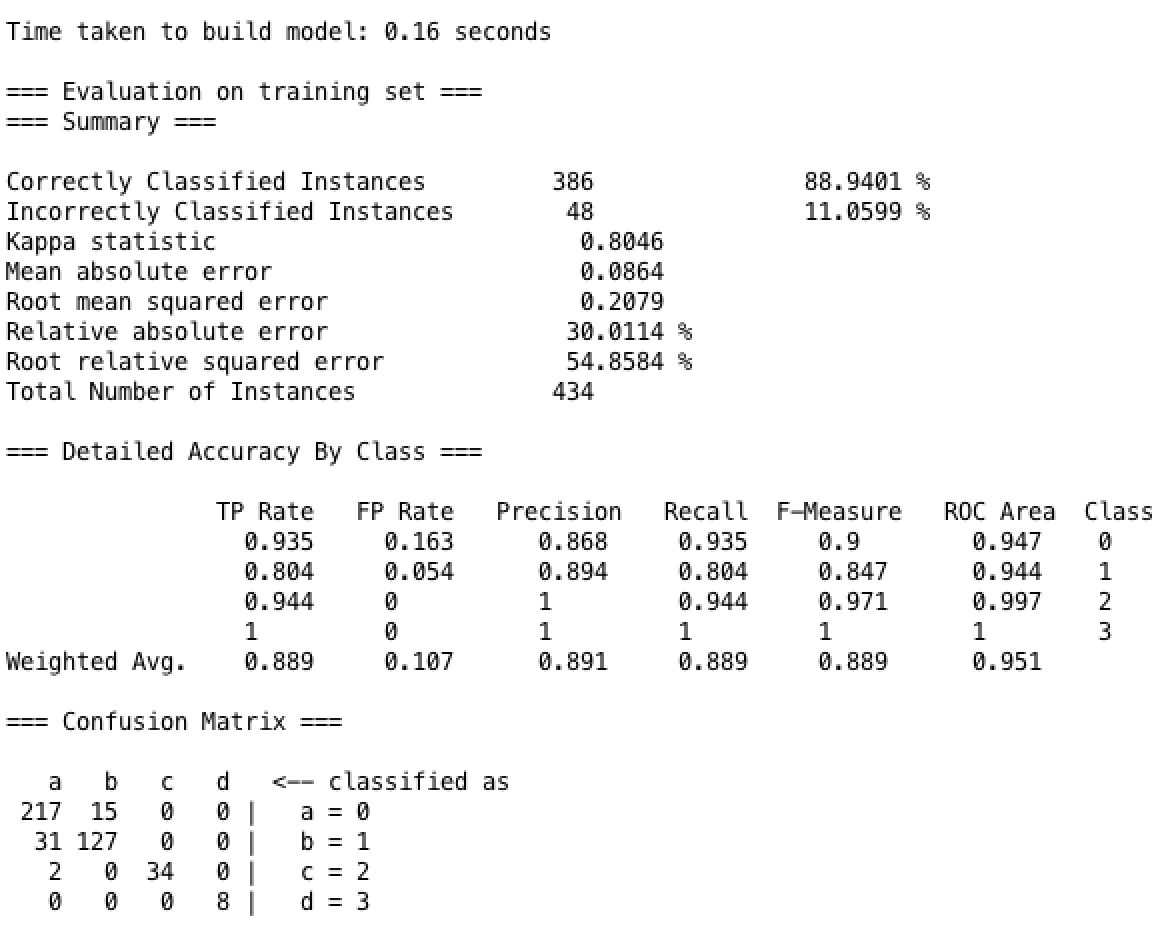 Time taken to build model: 0.16 seconds
=== Evaluation on training set ===
=== Summary ===
Correctly Classified Instances         386               88.9401 %
Incorrectly Classified Instances        48               11.0599 %
Kappa statistic                          0.8046
Mean absolute error                      0.0864
Root mean squared error                  0.2079
Relative absolute error                 30.0114 %
Root relative squared error             54.8584 %
Total Number of Instances              434
=== Detailed Accuracy By Class ===
               TP Rate   FP Rate   Precision   Recall  F-Measure   ROC Area  Class
                 0.935     0.163      0.868     0.935     0.9        0.947    0
                 0.804     0.054      0.894     0.804     0.847      0.944    1
                 0.944     0          1         0.944     0.971      0.997    2
                 1         0          1         1         1          1        3
Weighted Avg.    0.889     0.107      0.891     0.889     0.889      0.951
=== Confusion Matrix ===
   a   b   c   d   <-- classified as
 217  15   0   0 |   a = 0
  31 127   0   0 |   b = 1
   2   0  34   0 |   c = 2
   0   0   0   8 |   d = 3